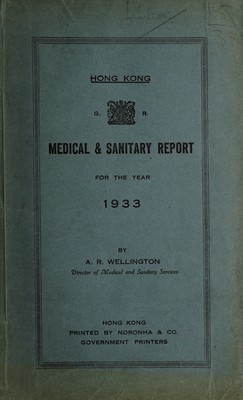 HONG KONG
G. R.
MEDICAL & SANITARY REPORT
FOR THE YEAR
1933
BY
A. R. WELLINGTON
Director of Medical and Sanitary Services
HONG KONG
PRINTED BY NORONHA & CO.
GOVERNMENT PRINTERS